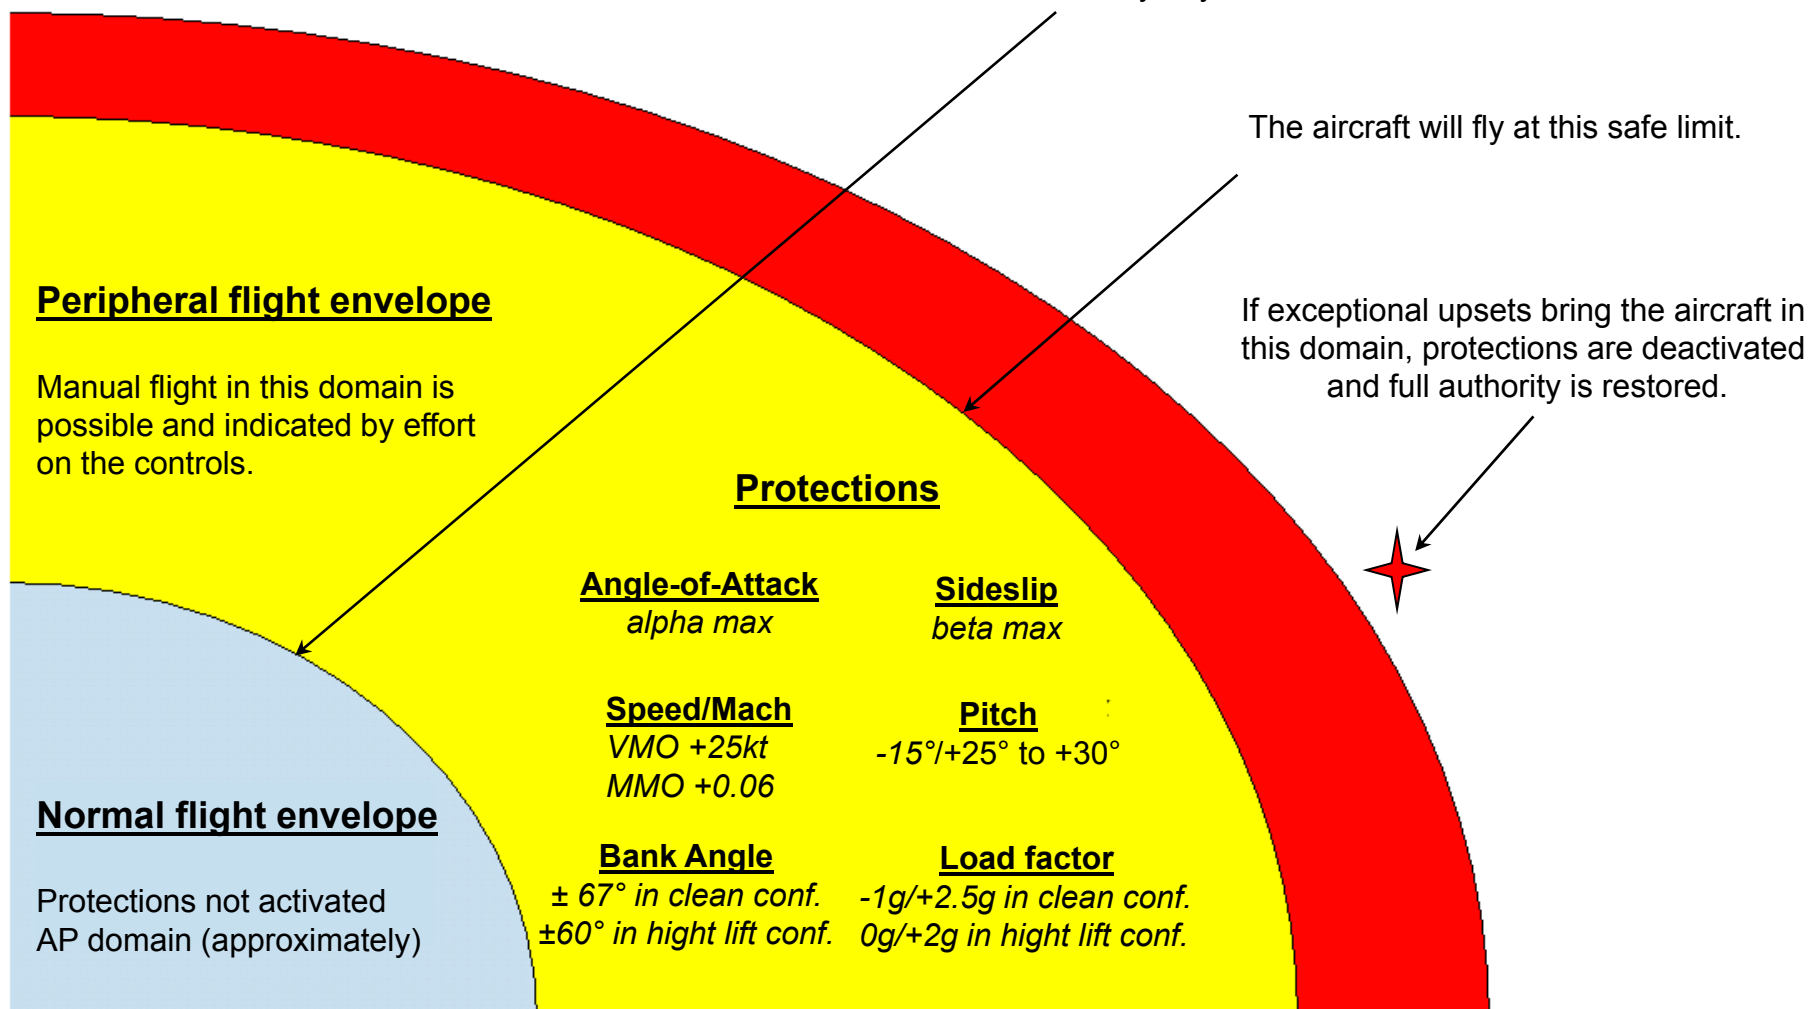 The aircraft will fly at this safe limit.
If exceptional upsets bring the aircraft in
this domain, protections are deactivated
and full authority is restored.
Peripheral flight envelope
Manual flight in this domain is
possible and indicated by effort
on the controls.
Protections
Angle-of-Attack
alpha max
Sideslip
beta max
Speed/Mach
VMO +25kt
MMO +0.06
Pitch
-15°/+25° to +30°
Bank Angle
± 67° in clean conf.
±60° in hight lift conf.
Load factor
-1g/+2.5g in clean conf.
0g/+2g in hight lift conf.
Normal flight envelope
Protections not activated
AP domain (approximately)